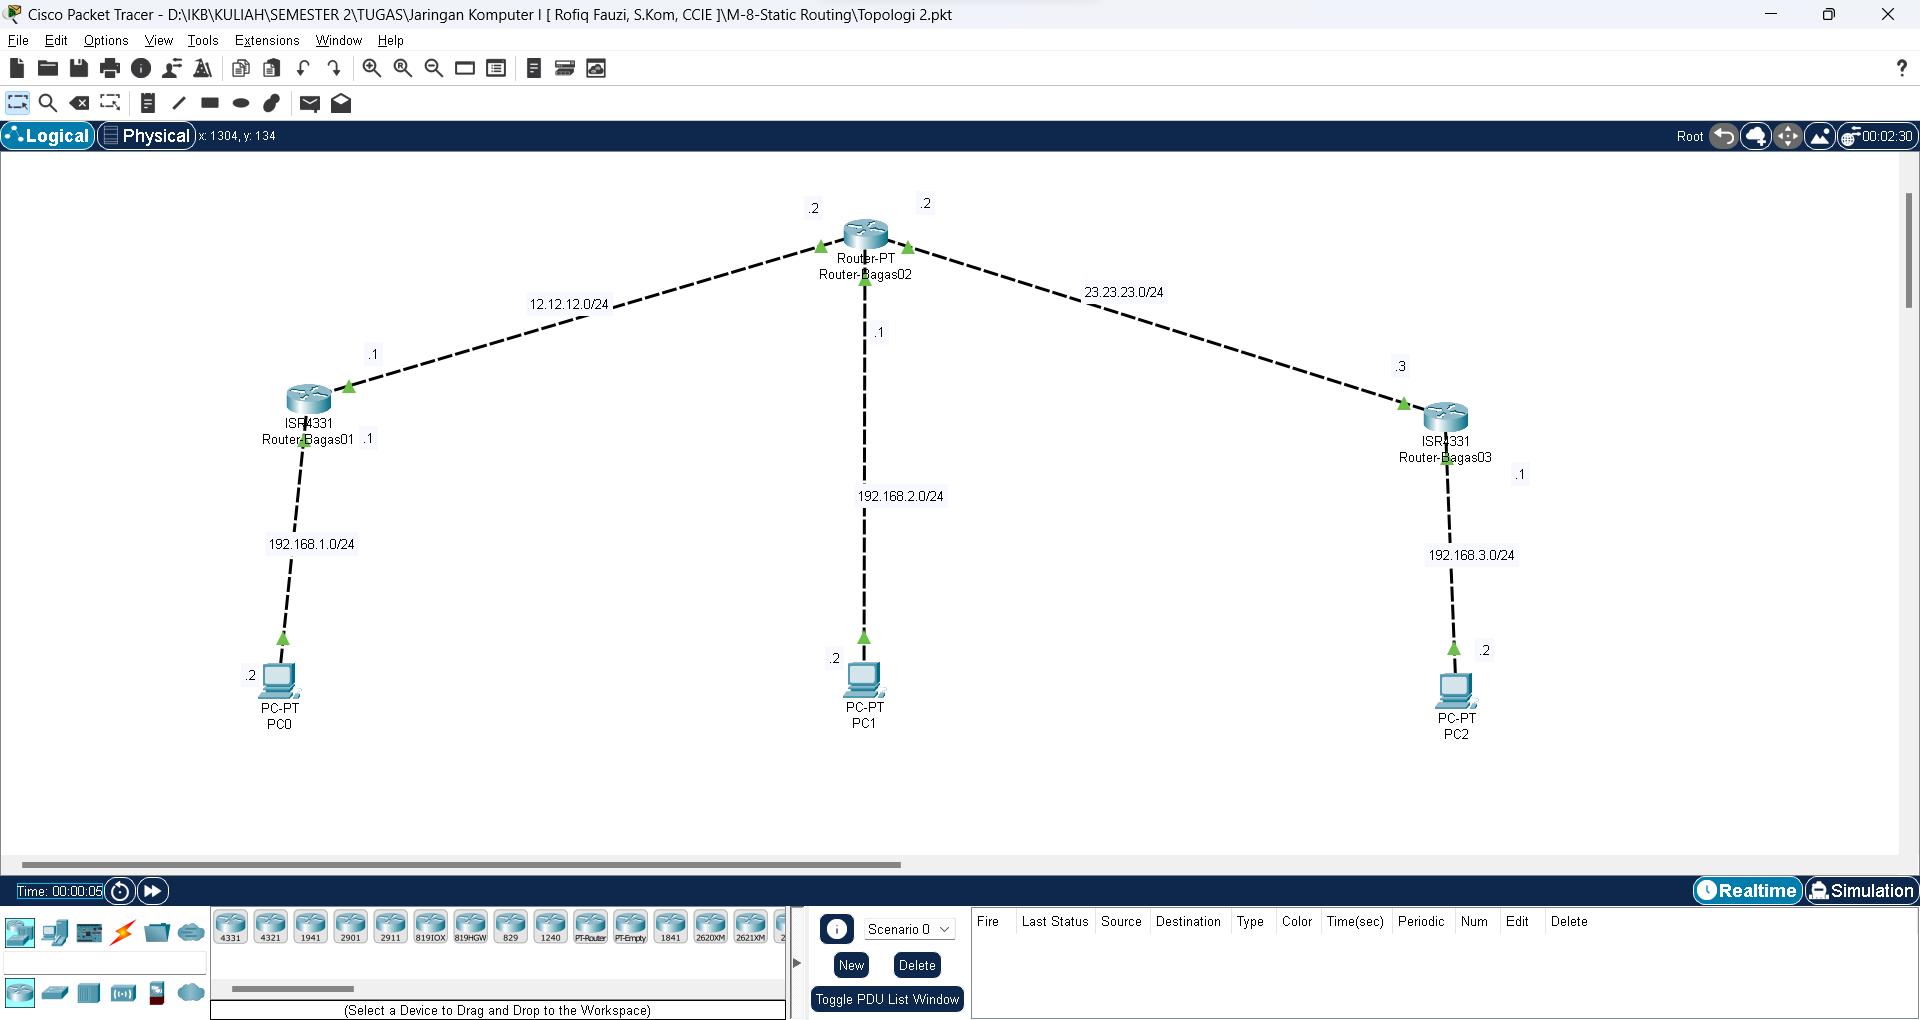 Cisco Packet Tracer - D:\IKB\KULIAH\SEMESTER 2\TUGAS\Jaringan Komputer I [ Rofiq Fauzi, S.Kom, CCIE ]\M-8-Static Routing\Topologi 2.pkt
File Edit Options View Tools Extensions Window Help
?
Logical Physical x: 1304, y: 134 Root 00:02:30
.2 .2
Router-PT
Router-Bagas02
12.12.12.0/24 23.23.23.0/24
.1
.1 .3
ISR4331
Router-Bagas01 .1
ISR4331
Router-Bagas03
.1
192.168.2.0/24
192.168.1.0/24
192.168.3.0/24
.2
.2
.2
PC-PT
PC0
PC-PT
PC1
PC-PT
PC2
Time: 00:00:05 Realtime Simulation
4331 4321 1941 2901 2911 819IOX 819HGW 829 1240 PT-Router PT-Empty 1841 2620XM 2621XM 2
(Select a Device to Drag and Drop to the Workspace)
Scenario 0
New Delete
Toggle PDU List Window
Fire Last Status Source Destination Type Color Time(sec) Periodic Num Edit Delete